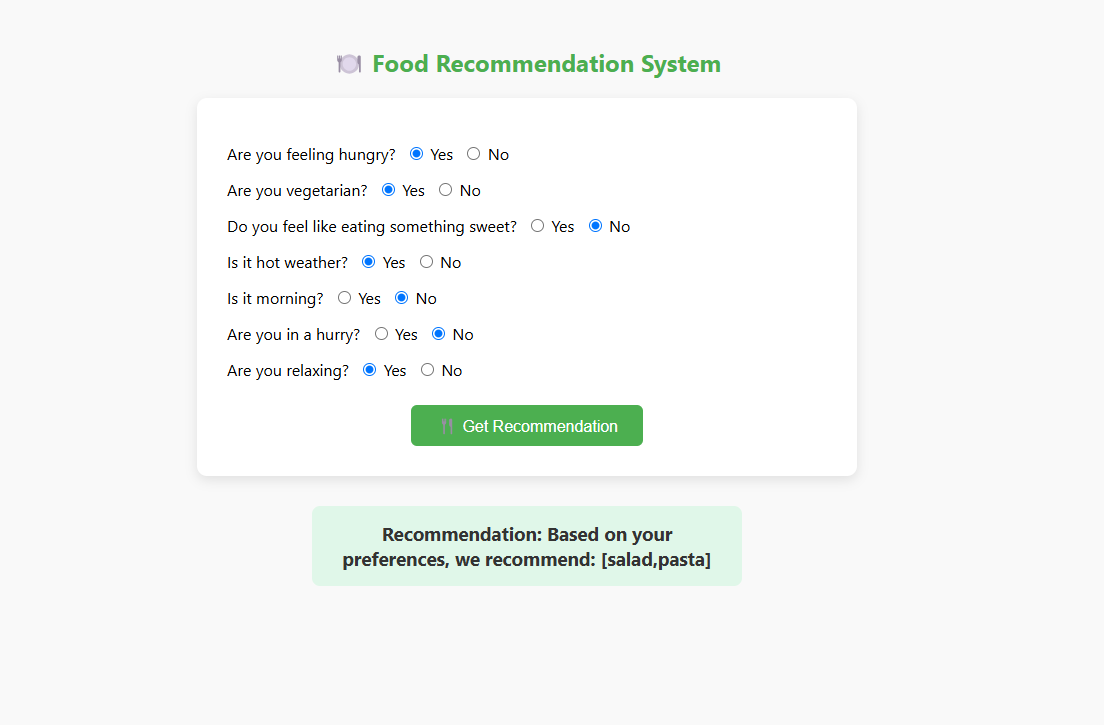 🍽️ Food Recommendation System
Are you feeling hungry? Yes No
Are you vegetarian? Yes No
Do you feel like eating something sweet? Yes No
Is it hot weather? Yes No
Is it morning? Yes No
Are you in a hurry? Yes No
Are you relaxing? Yes No
🍴 Get Recommendation
Recommendation: Based on your
preferences, we recommend: [salad,pasta]